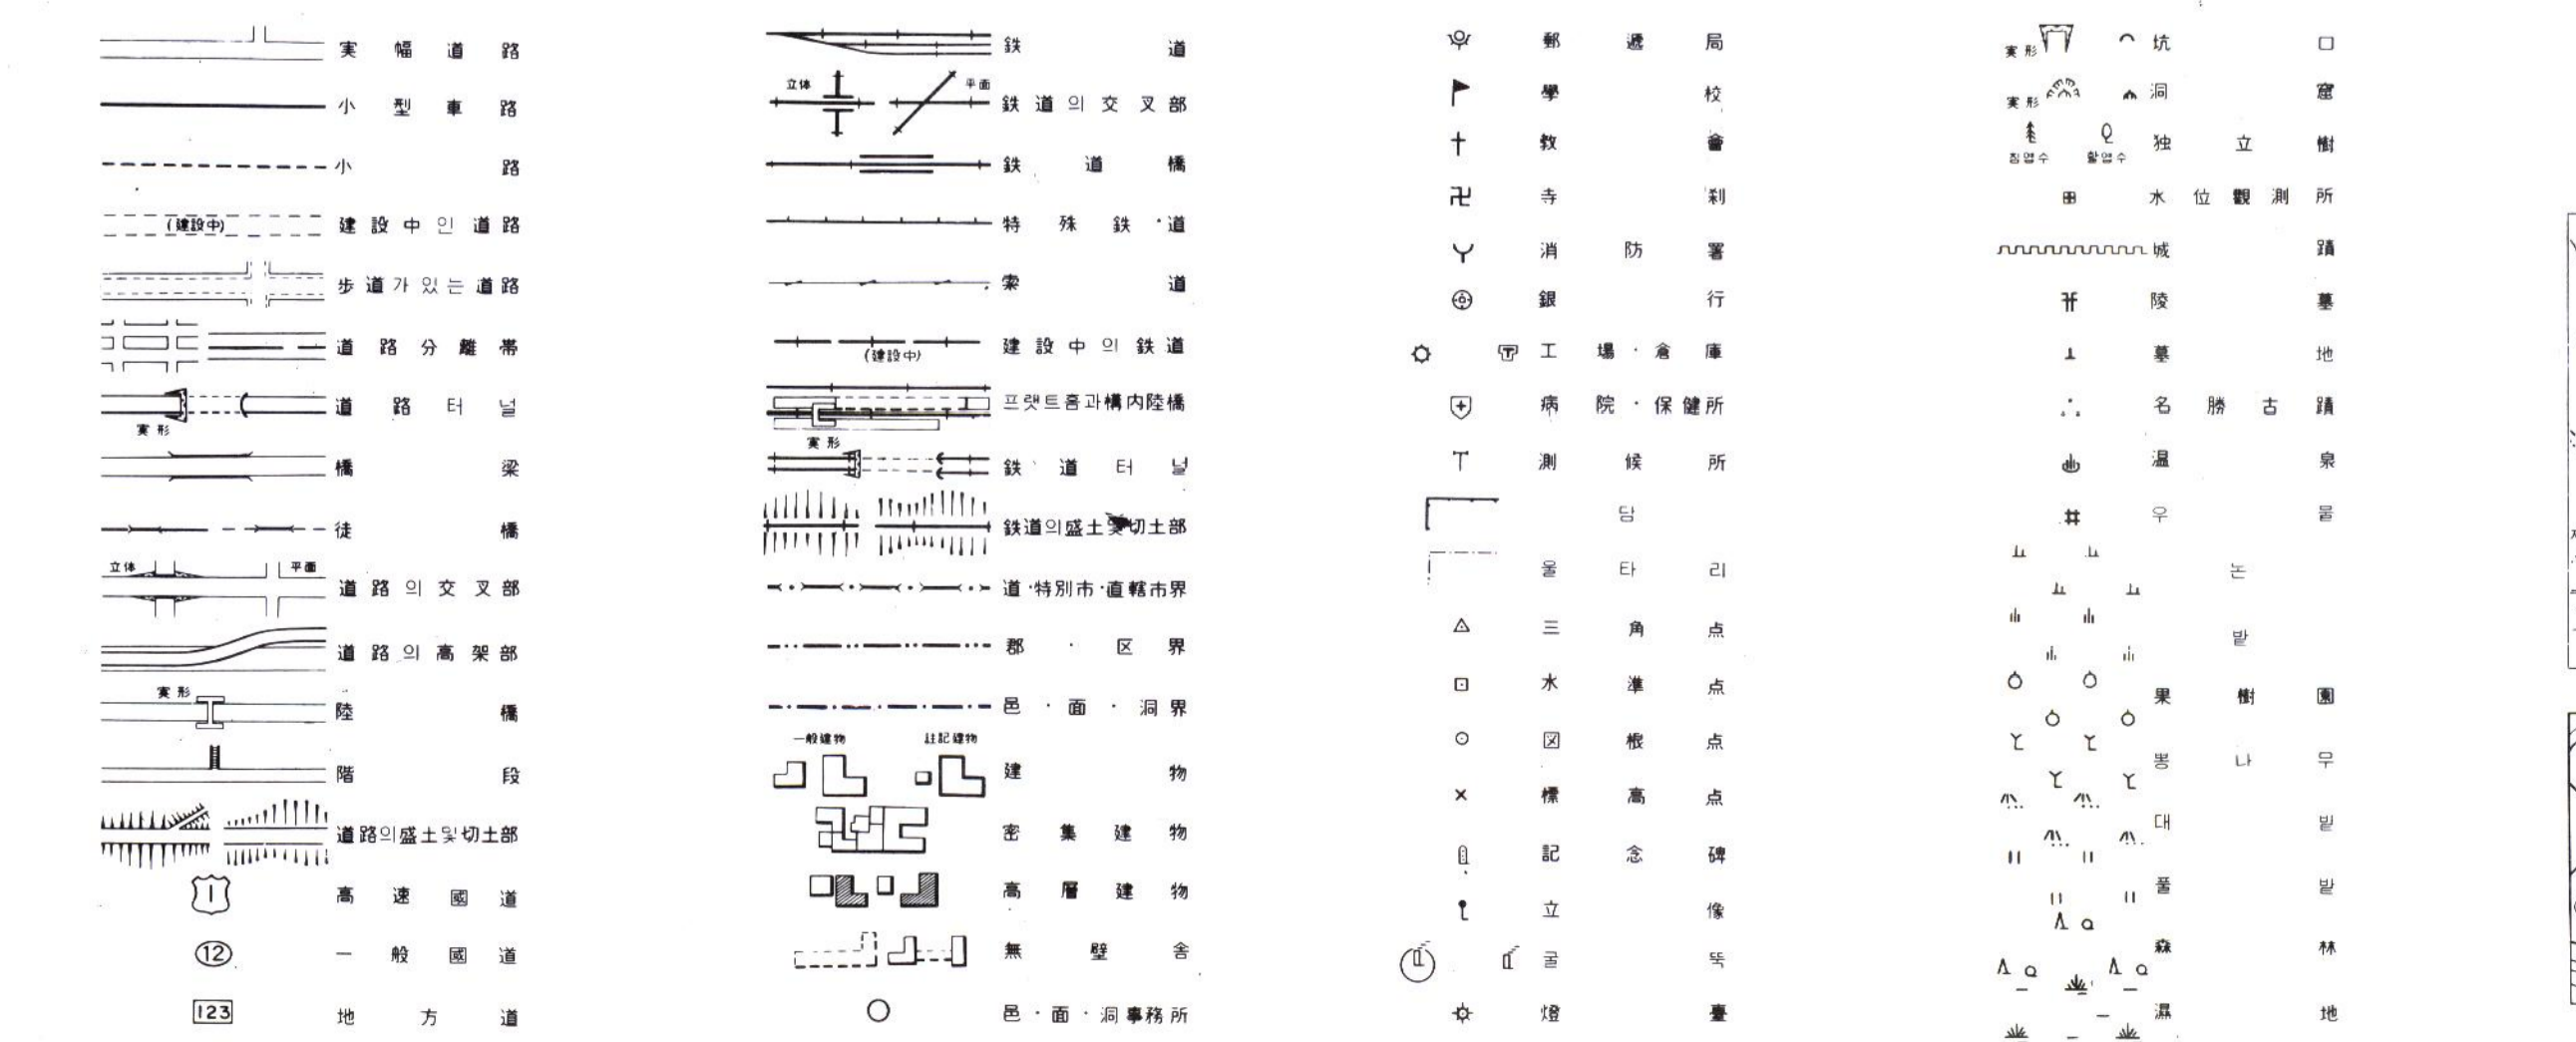 実幅道路
小型車路
小路
(建設中) 建設中인道路
歩道가있는道路
道路分離帯
道路터널
実形
橋梁
徒橋
立体 平面 道路의交叉部
道路의高架部
実形 陸橋
階段
道路의盛土및切土部
1 高速國道
12 一般國道
123 地方道
鉄道
立体 平面 鉄道의交叉部
鉄道橋
特殊鉄道
索道
(建設中) 建設中의鉄道
프랫트홈과構内陸橋
実形
鉄道터널
鉄道의盛土및切土部
道·特別市·直轄市界
郡·区界
邑·面·洞界
一般建物 註記建物
建物
密集建物
高層建物
無壁舎
邑·面·洞事務所
郵遞局
學校
教會
寺刹
消防署
銀行
工場·倉庫
病院·保健所
測候所
담
울타리
三角点
水準点
図根点
標高点
記念碑
立像
굴뚝
燈臺
実形 坑口
実形 洞窟
침엽수 활엽수 独立樹
水位觀測所
城蹟
陵墓
墓地
名勝古蹟
温泉
우물
논
밭
果樹園
뽕나무
대밭
풀밭
森林
濕地